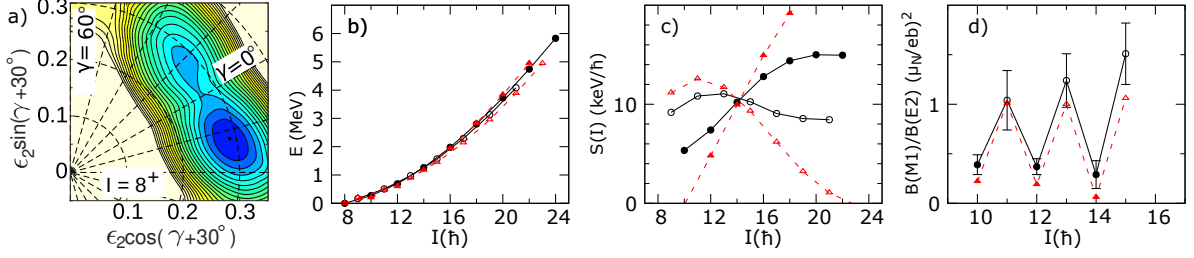 a)
0.3
0.2
0.1
0
γ = 60°
γ=0°
I = 8⁺
ϵ₂sin(γ+30°)
0.1 0.2 0.3
ϵ₂cos(γ+30°)
b)
6
5
4
3
2
1
0
E (MeV)
8 12 16 20 24
I(ħ)
c)
10
0
S(I) (keV/ħ)
8 12 16 20 24
I(ħ)
d)
1
0
B(M1)/B(E2) (μ_N/eb)²
10 12 14 16
I(ħ)